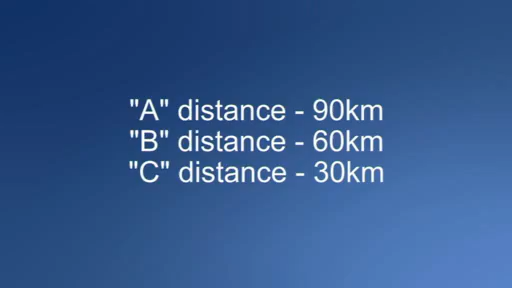 "A" distance - 90km
"B" distance - 60km
"C" distance - 30km